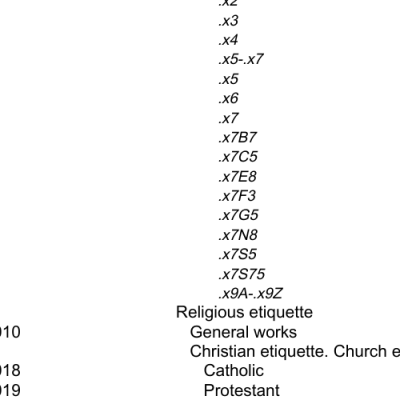 .x2
.x3
.x4
.x5-.x7
.x5
.x6
.x7
.x7B7
.x7C5
.x7E8
.x7F3
.x7G5
.x7N8
.x7S5
.x7S75
.x9A-.x9Z
Religious etiquette
010 General works
Christian etiquette. Church e
018 Catholic
019 Protestant